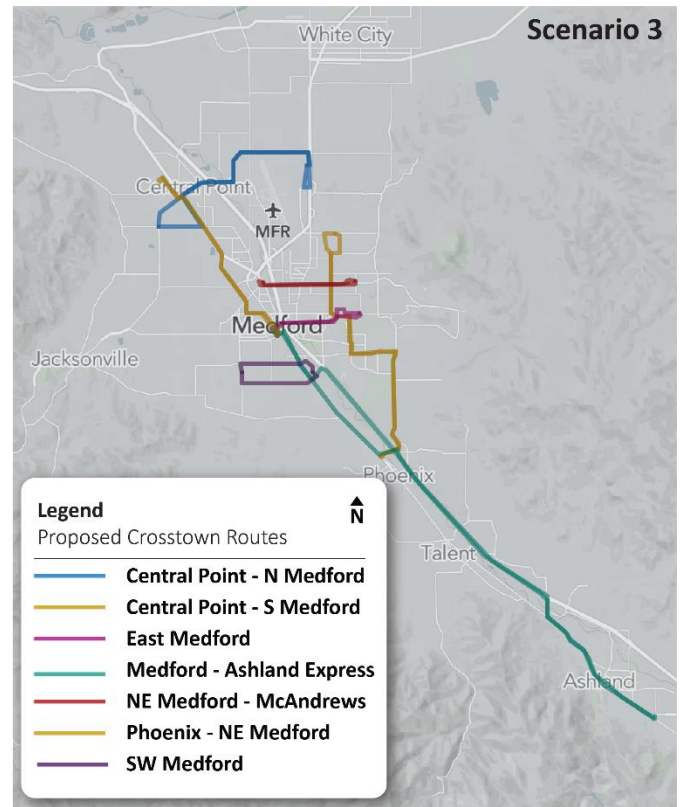 Scenario 3
White City
Central Point
MFR
Medford
Jacksonville
Phoenix
Talent
Ashland
Legend
N
Proposed Crosstown Routes
Central Point - N Medford
Central Point - S Medford
East Medford
Medford - Ashland Express
NE Medford - McAndrews
Phoenix - NE Medford
SW Medford